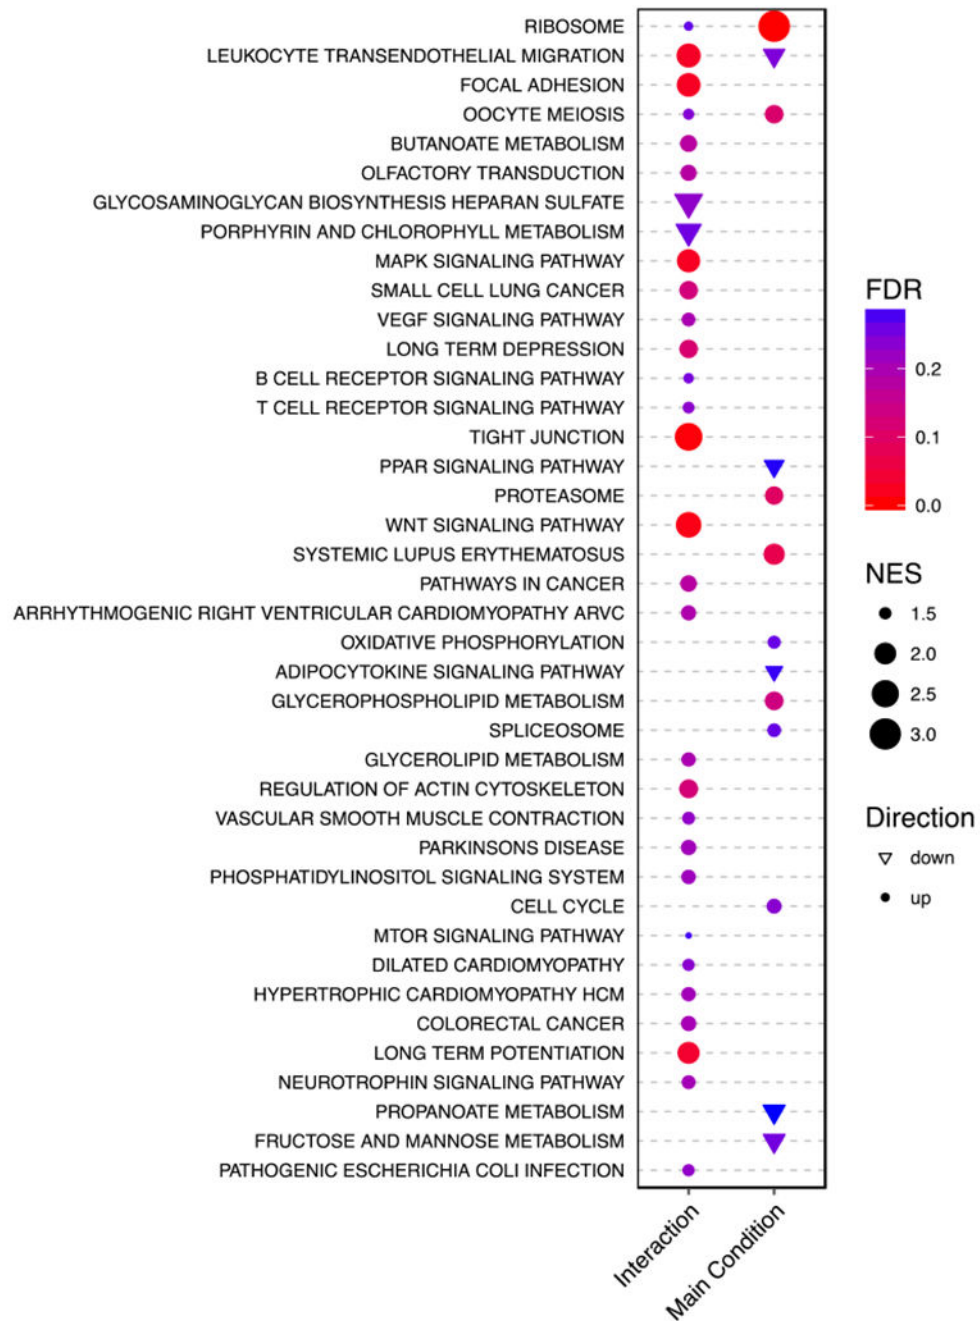 RIBOSOME
LEUKOCYTE TRANSENDOTHELIAL MIGRATION
FOCAL ADHESION
OOCYTE MEIOSIS
BUTANOATE METABOLISM
OLFACTORY TRANSDUCTION
GLYCOSAMINOGLYCAN BIOSYNTHESIS HEPARAN SULFATE
PORPHYRIN AND CHLOROPHYLL METABOLISM
MAPK SIGNALING PATHWAY
SMALL CELL LUNG CANCER
VEGF SIGNALING PATHWAY
LONG TERM DEPRESSION
B CELL RECEPTOR SIGNALING PATHWAY
T CELL RECEPTOR SIGNALING PATHWAY
TIGHT JUNCTION
PPAR SIGNALING PATHWAY
PROTEASOME
WNT SIGNALING PATHWAY
SYSTEMIC LUPUS ERYTHEMATOSUS
PATHWAYS IN CANCER
ARRHYTHMOGENIC RIGHT VENTRICULAR CARDIOMYOPATHY ARVC
OXIDATIVE PHOSPHORYLATION
ADIPOCYTOKINE SIGNALING PATHWAY
GLYCEROPHOSPHOLIPID METABOLISM
SPLICEOSOME
GLYCEROLIPID METABOLISM
REGULATION OF ACTIN CYTOSKELETON
VASCULAR SMOOTH MUSCLE CONTRACTION
PARKINSONS DISEASE
PHOSPHATIDYLINOSITOL SIGNALING SYSTEM
CELL CYCLE
MTOR SIGNALING PATHWAY
DILATED CARDIOMYOPATHY
HYPERTROPHIC CARDIOMYOPATHY HCM
COLORECTAL CANCER
LONG TERM POTENTIATION
NEUROTROPHIN SIGNALING PATHWAY
PROPANOATE METABOLISM
FRUCTOSE AND MANNOSE METABOLISM
PATHOGENIC ESCHERICHIA COLI INFECTION
Interaction
Main Condition
FDR
0.2
0.1
0.0
NES
1.5
2.0
2.5
3.0
Direction
down
up